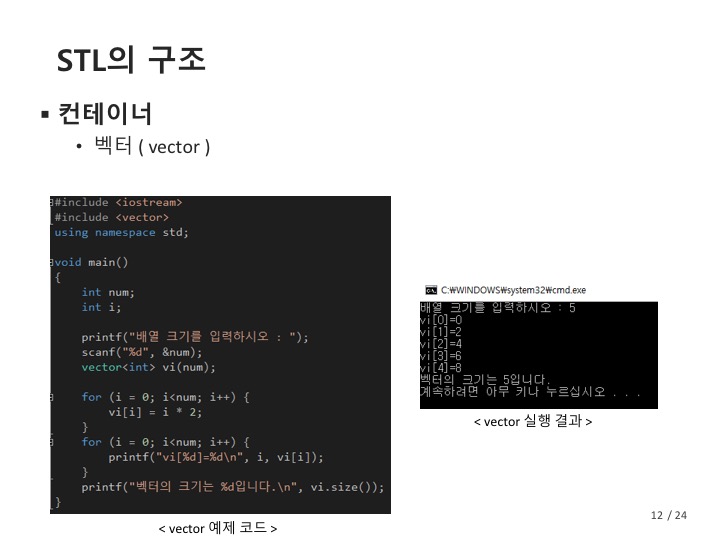 STL의 구조
▪ 컨테이너
• 벡터 ( vector )
#include <iostream>
#include <vector>
using namespace std;
void main()
{
int num;
int i;
printf("배열 크기를 입력하시오 : ");
scanf("%d", &num);
vector<int> vi(num);
for (i = 0; i<num; i++) {
vi[i] = i * 2;
}
for (i = 0; i<num; i++) {
printf("vi[%d]=%d\n", i, vi[i]);
}
printf("벡터의 크기는 %d입니다.\n", vi.size());
}
< vector 예제 코드 >
C:₩WINDOWS₩system32₩cmd.exe
배열 크기를 입력하시오 : 5
vi[0]=0
vi[1]=2
vi[2]=4
vi[3]=6
vi[4]=8
벡터의 크기는 5입니다.
계속하려면 아무 키나 누르십시오 . . .
< vector 실행 결과 >
12 / 24